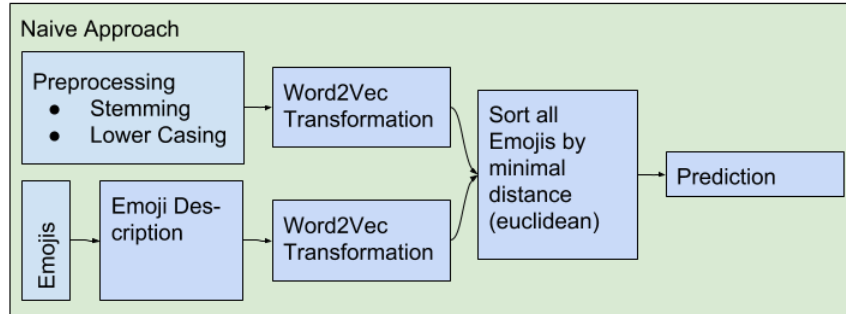 Naive Approach
Preprocessing
● Stemming
● Lower Casing
Word2Vec
Transformation
Sort all
Emojis by
minimal
distance
(euclidean)
Prediction
Emojis
Emoji Des-
cription
Word2Vec
Transformation